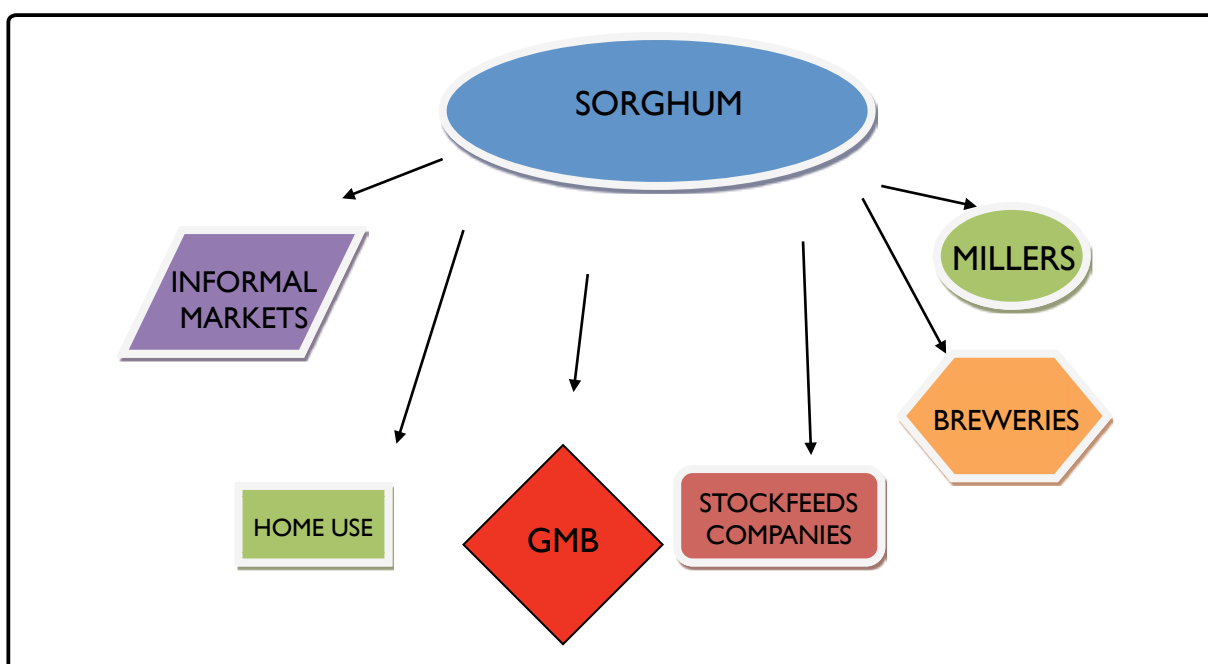 SORGHUM
INFORMAL
MARKETS
MILLERS
BREWERIES
HOME USE
GMB
STOCKFEEDS
COMPANIES